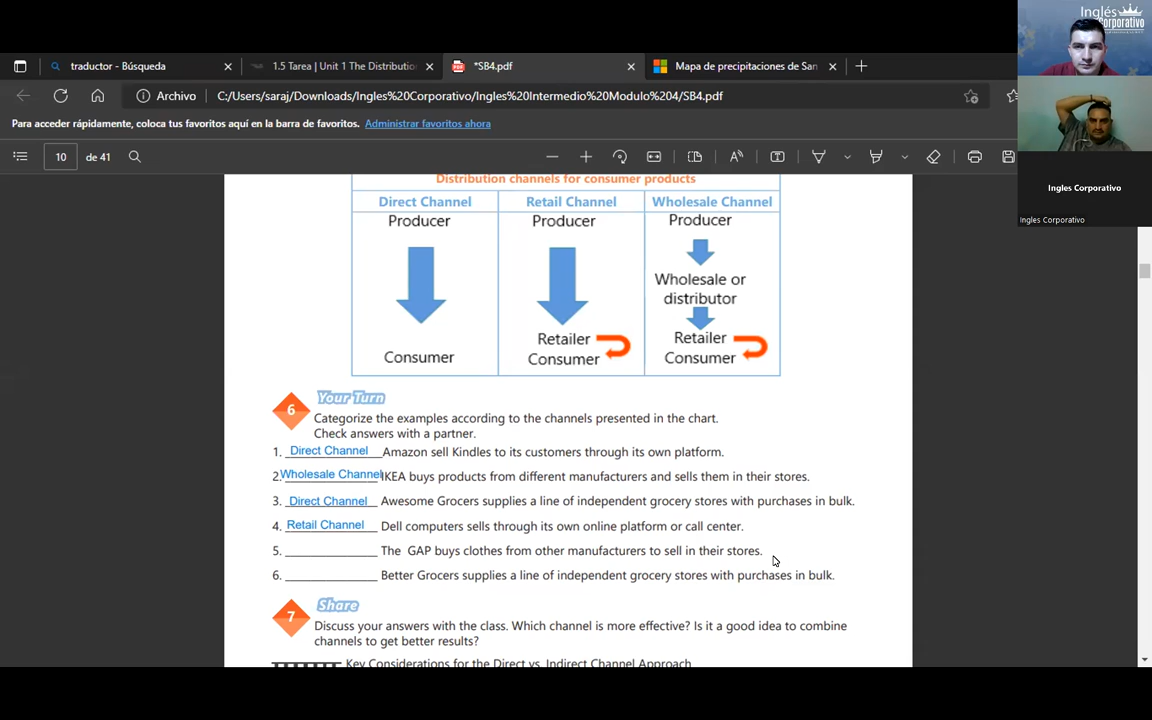 Inglés
Corporativo
traductor - Búsqueda
1.5 Tarea | Unit 1 The Distributio
*SB4.pdf
Mapa de precipitaciones de San
Archivo
C:/Users/saraj/Downloads/Ingles%20Corporativo/Ingles%20Intermedio%20Modulo%204/SB4.pdf
Para acceder rápidamente, coloca tus favoritos aquí en la barra de favoritos. Administrar favoritos ahora
10 de 41
Ingles Corporativo
Ingles Corporativo
Distribution channels for consumer products
Direct Channel Retail Channel Wholesale Channel
Producer Producer Producer
Wholesale or
distributor
Retailer Retailer
Consumer Consumer Consumer
6 Your Turn
Categorize the examples according to the channels presented in the chart.
Check answers with a partner.
1. Direct Channel Amazon sell Kindles to its customers through its own platform.
2. Wholesale Channel IKEA buys products from different manufacturers and sells them in their stores.
3. Direct Channel Awesome Grocers supplies a line of independent grocery stores with purchases in bulk.
4. Retail Channel Dell computers sells through its own online platform or call center.
5. ______________ The GAP buys clothes from other manufacturers to sell in their stores.
6. ______________ Better Grocers supplies a line of independent grocery stores with purchases in bulk.
7 Share
Discuss your answers with the class. Which channel is more effective? Is it a good idea to combine
channels to get better results?
Key Considerations for the Direct vs. Indirect Channel Approach